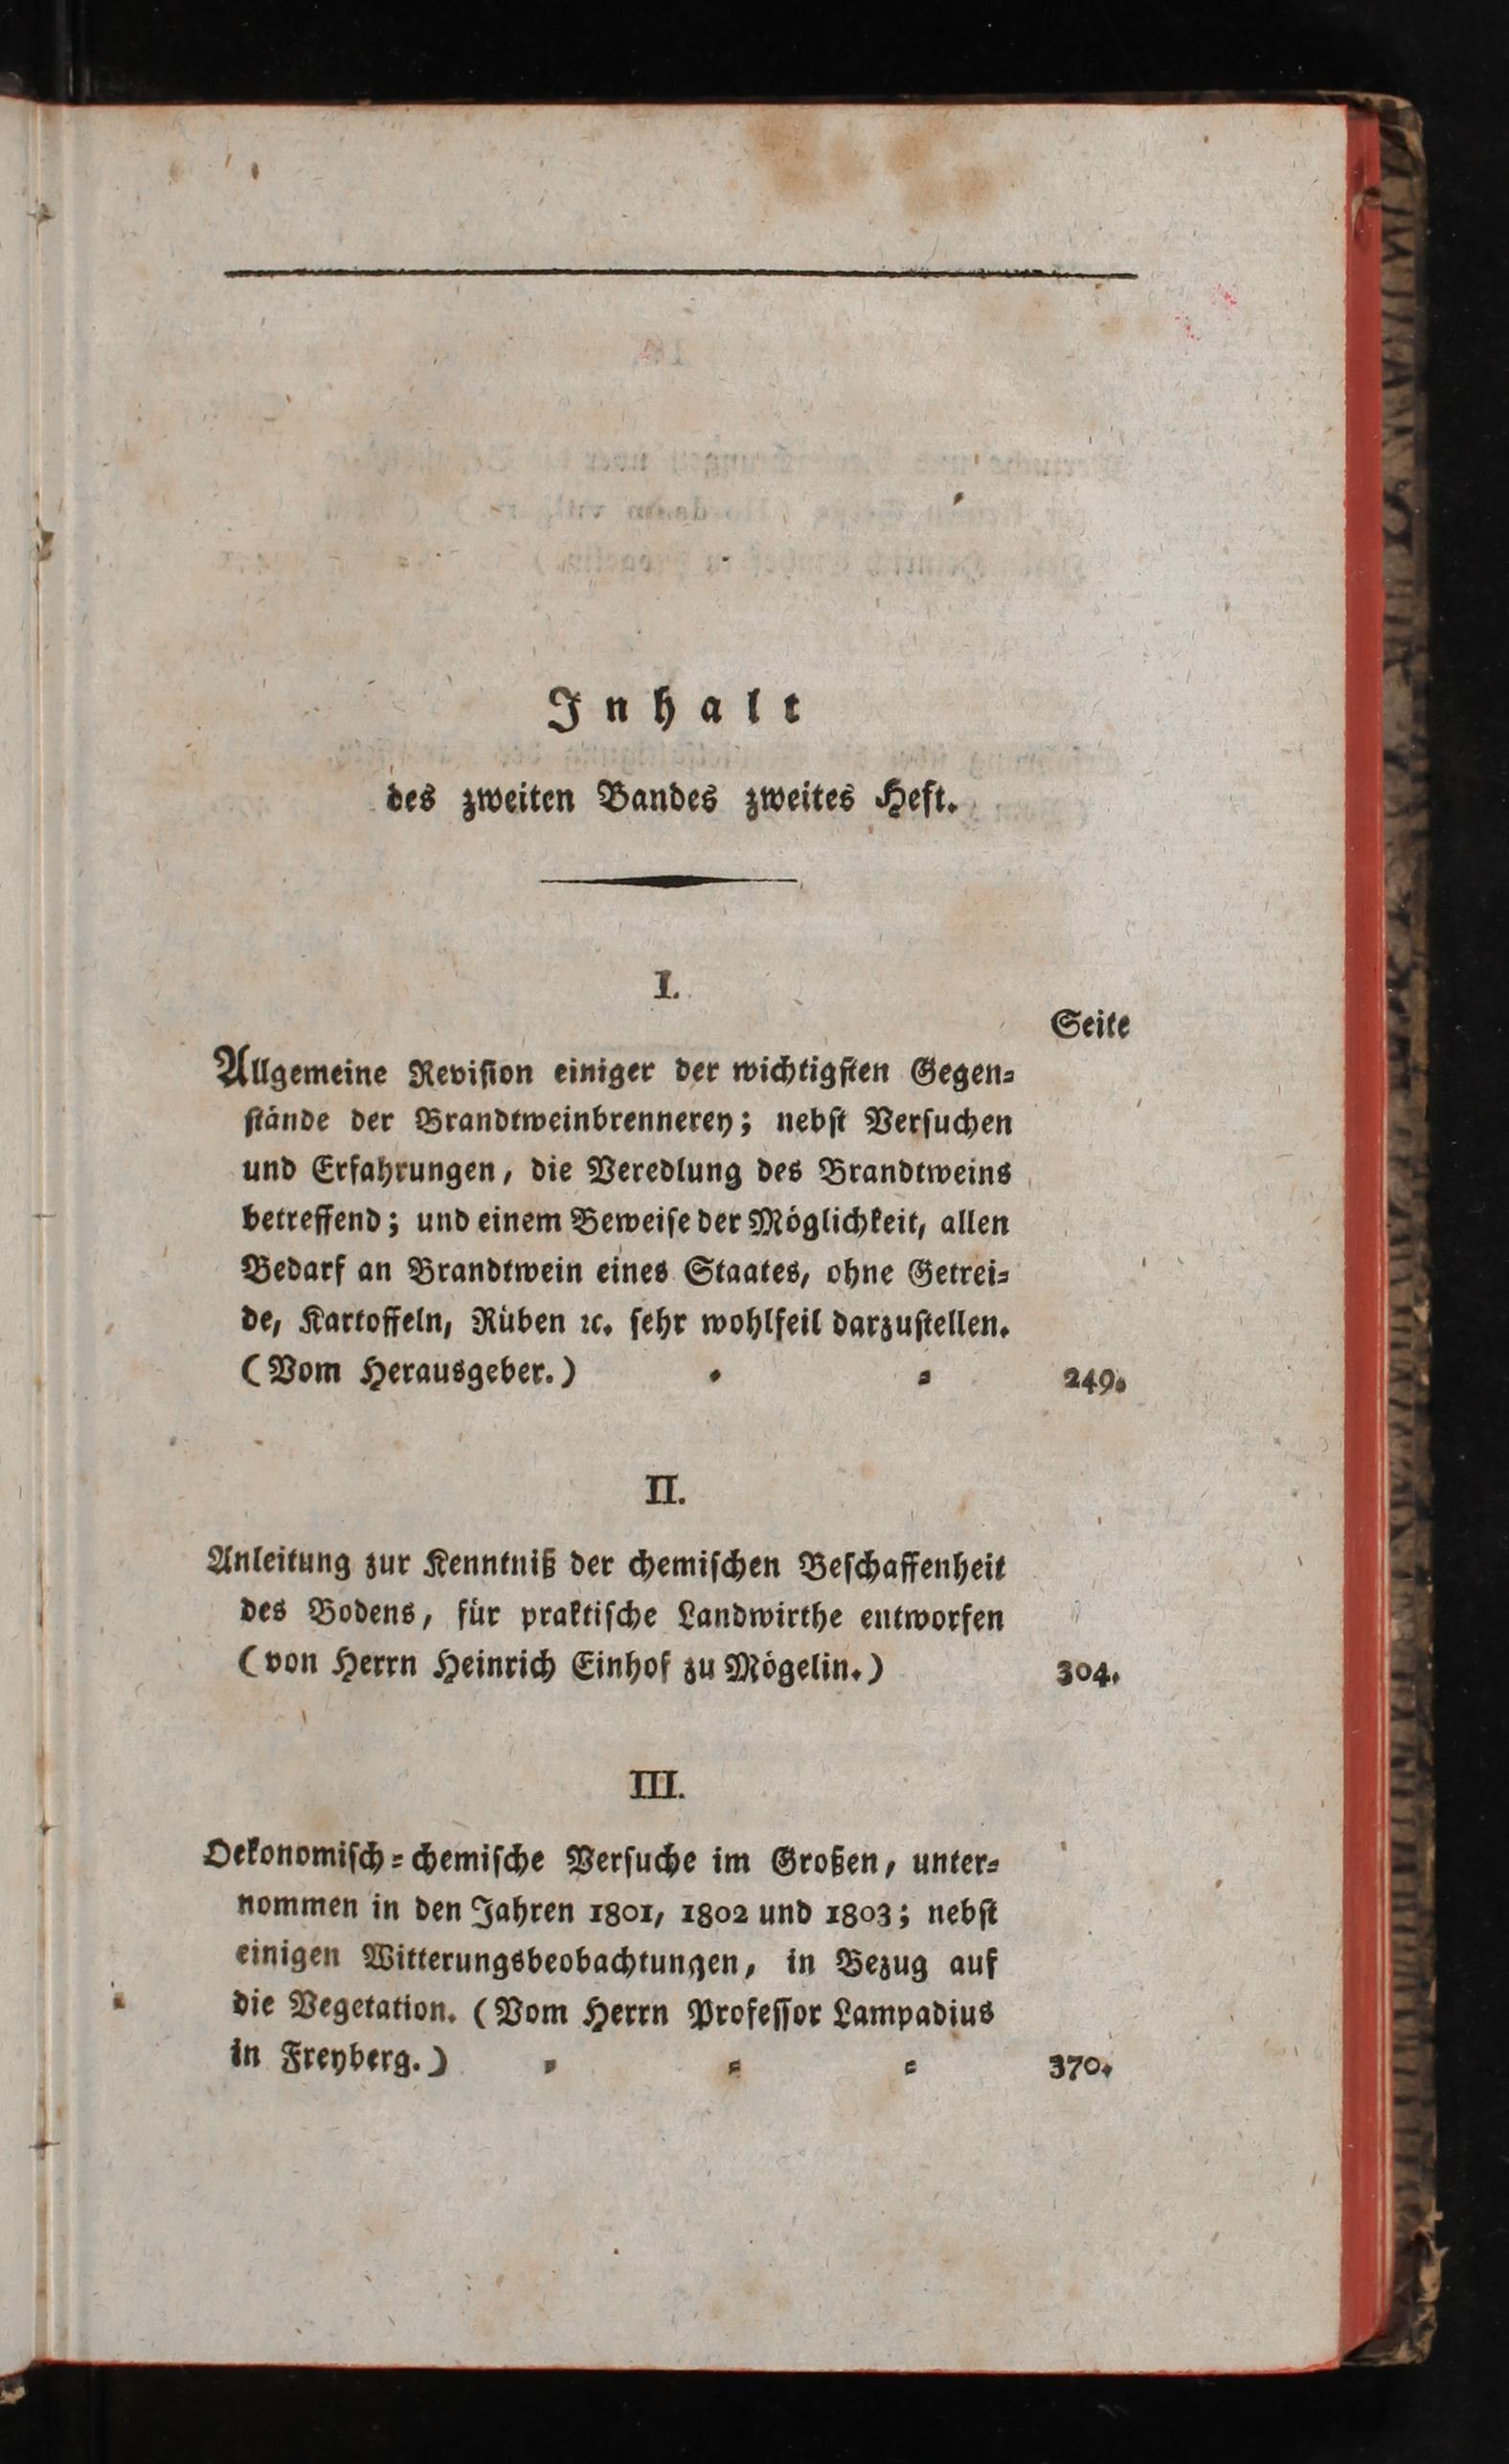 Inhalt
des zweiten Bandes zweites Heft.
I.
Seite
Allgemeine Revision einiger der wichtigsten Gegen-
stände der Brandtweinbrennerey; nebst Versuchen
und Erfahrungen, die Veredlung des Brandtweins
betreffend; und einem Beweise der Möglichkeit, allen
Bedarf an Brandtwein eines Staates, ohne Getrei-
de, Kartoffeln, Rüben ꝛc. sehr wohlfeil darzustellen.
(Vom Herausgeber.) 249.
II.
Anleitung zur Kenntniß der chemischen Beschaffenheit
des Bodens, für praktische Landwirthe entworfen
(von Herrn Heinrich Einhof zu Mögelin.) 304.
III.
Oekonomisch-chemische Versuche im Großen, unter-
nommen in den Jahren 1801, 1802 und 1803; nebst
einigen Witterungsbeobachtungen, in Bezug auf
die Vegetation. (Vom Herrn Professor Lampadius
in Freyberg.) 370.